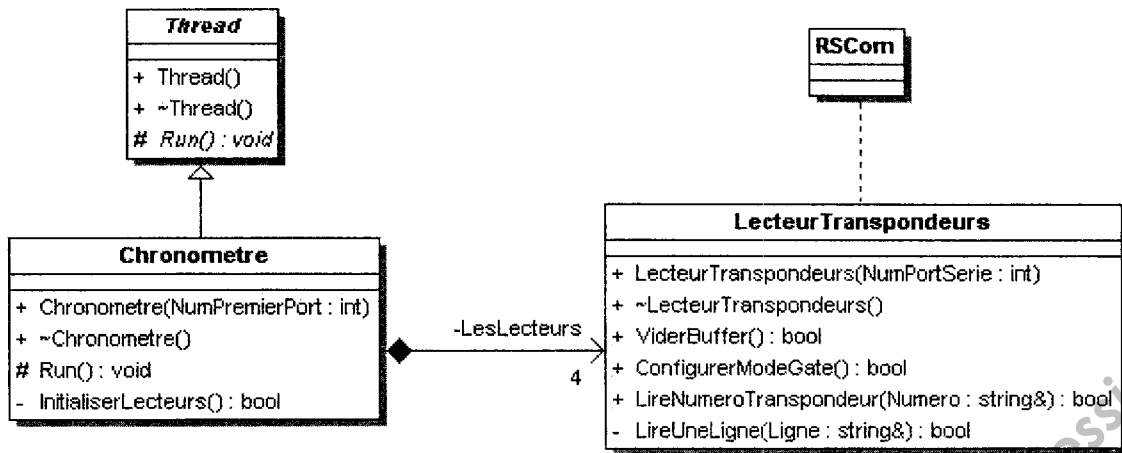 Thread
+ Thread()
+ ~Thread()
# Run() : void
RSCom
Chronometre
+ Chronometre(NumPremierPort : int)
+ ~Chronometre()
# Run() : void
- InitialiserLecteurs() : bool
-LesLecteurs
4
LecteurTranspondeurs
+ LecteurTranspondeurs(NumPortSerie : int)
+ ~LecteurTranspondeurs()
+ ViderBuffer() : bool
+ ConfigurerModeGate() : bool
+ LireNumeroTranspondeur(Numero : string&) : bool
- LireUneLigne(Ligne : string&) : bool